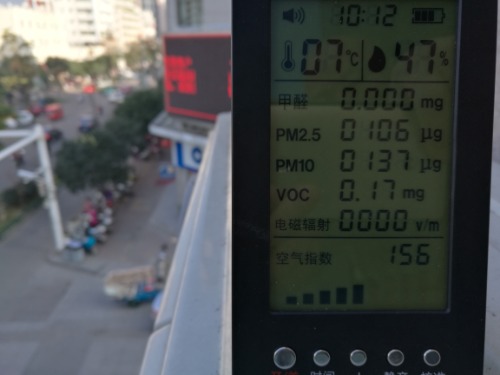 10:12
07℃ 47%
甲醛 0.000 mg
PM2.5 0106 μg
PM10 0137 μg
VOC 0.17 mg
电磁辐射 0000 v/m
空气指数 156